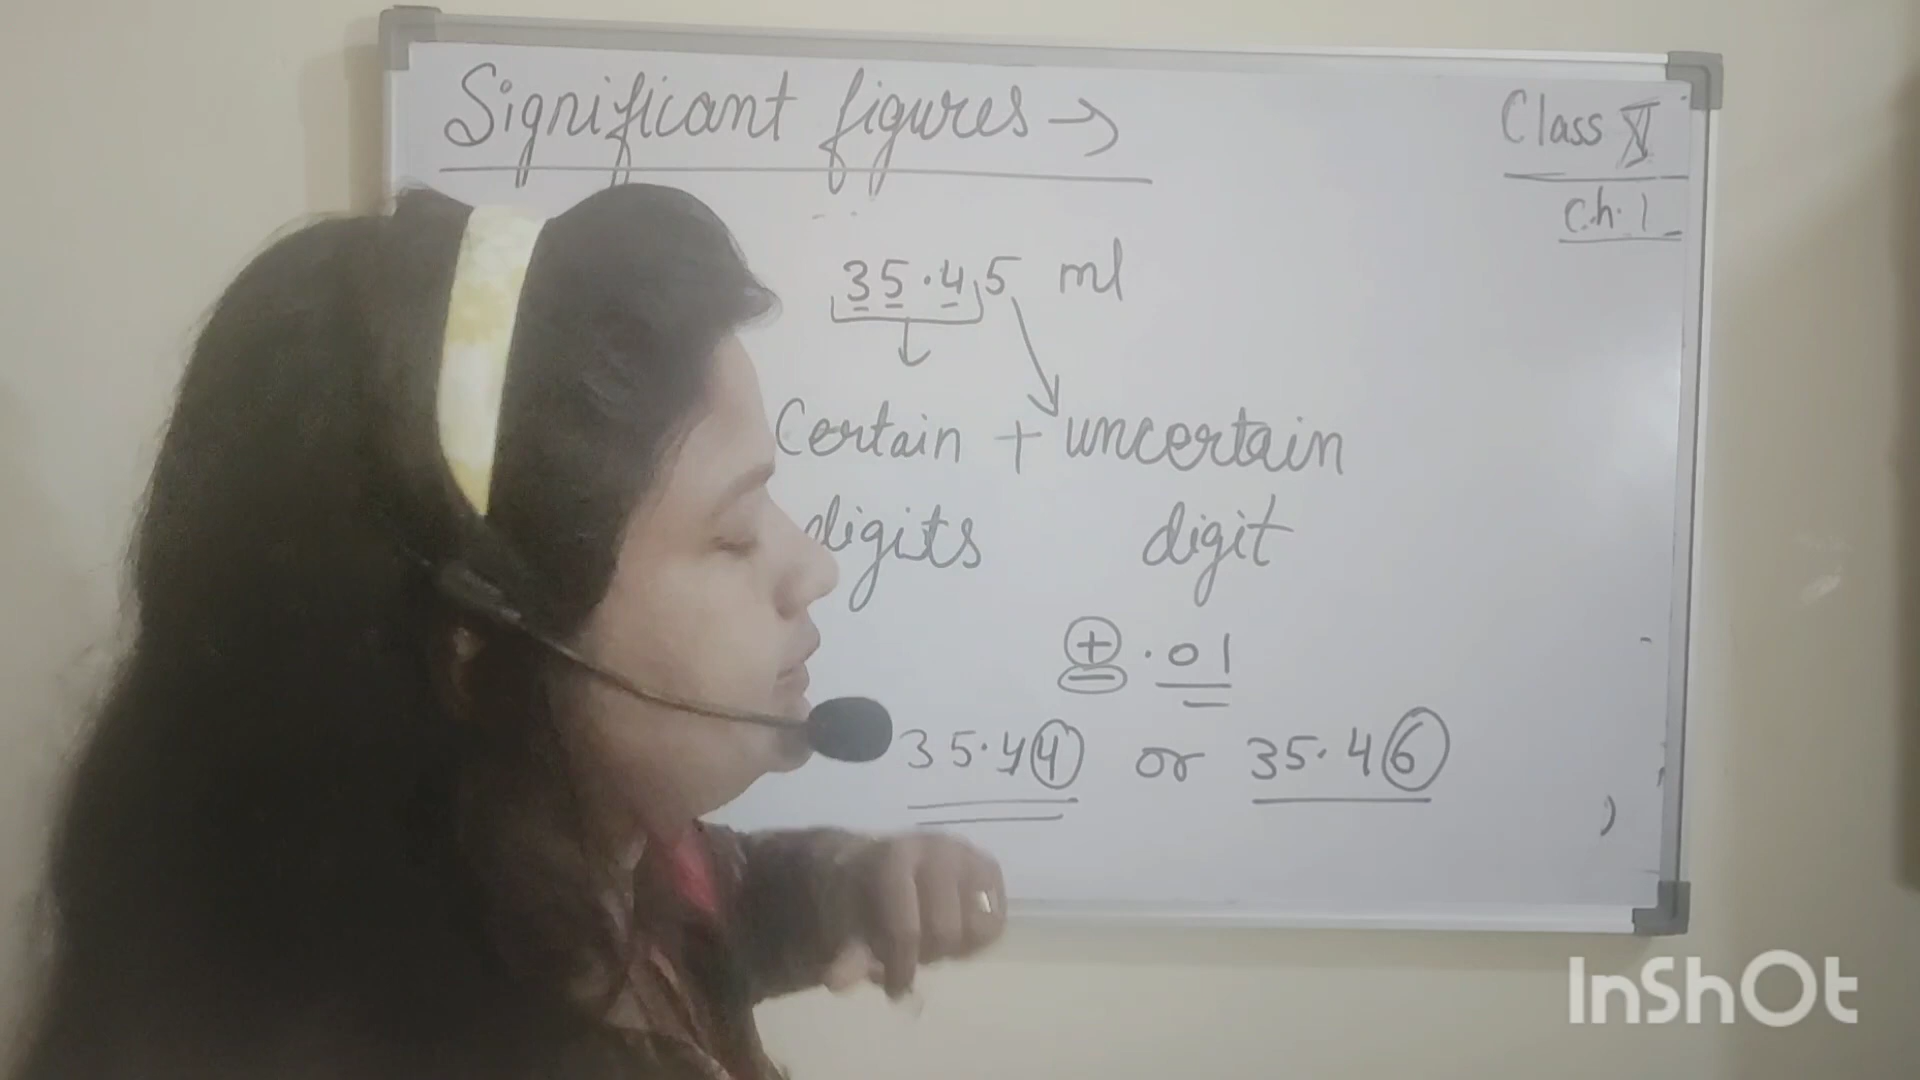 Significant figures →
Class XI
Ch. 1
35.45 ml
Certain + uncertain
digits digit
± .01
35.44 or 35.46
InShOt